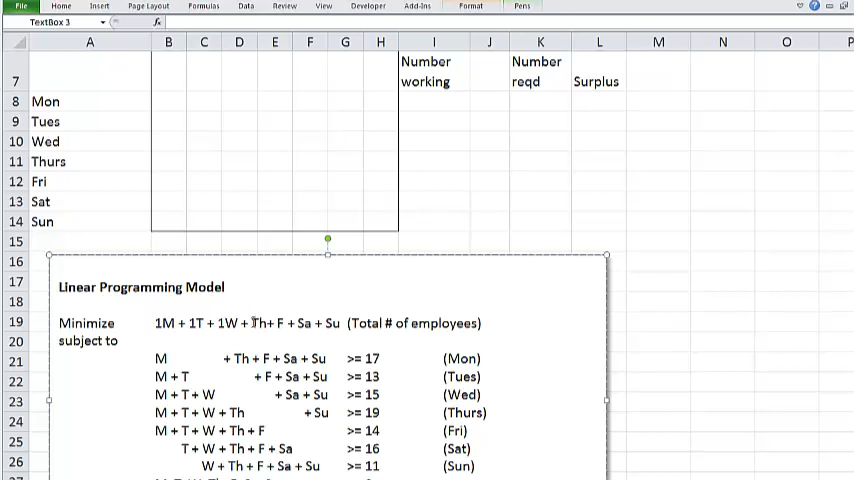 File Home Insert Page Layout Formulas Data Review View Developer Add-Ins Format Pens
TextBox 3 fx
A B C D E F G H I J K L M N O P
7 Number working Number reqd Surplus
8 Mon
9 Tues
10 Wed
11 Thurs
12 Fri
13 Sat
14 Sun
15
16
17 Linear Programming Model
18
19 Minimize 1M + 1T + 1W + Th+ F + Sa + Su (Total # of employees)
20 subject to
21 M + Th + F + Sa + Su >= 17 (Mon)
22 M + T + F + Sa + Su >= 13 (Tues)
23 M + T + W + Sa + Su >= 15 (Wed)
24 M + T + W + Th + Su >= 19 (Thurs)
M + T + W + Th + F >= 14 (Fri)
25 T + W + Th + F + Sa >= 16 (Sat)
26 W + Th + F + Sa + Su >= 11 (Sun)